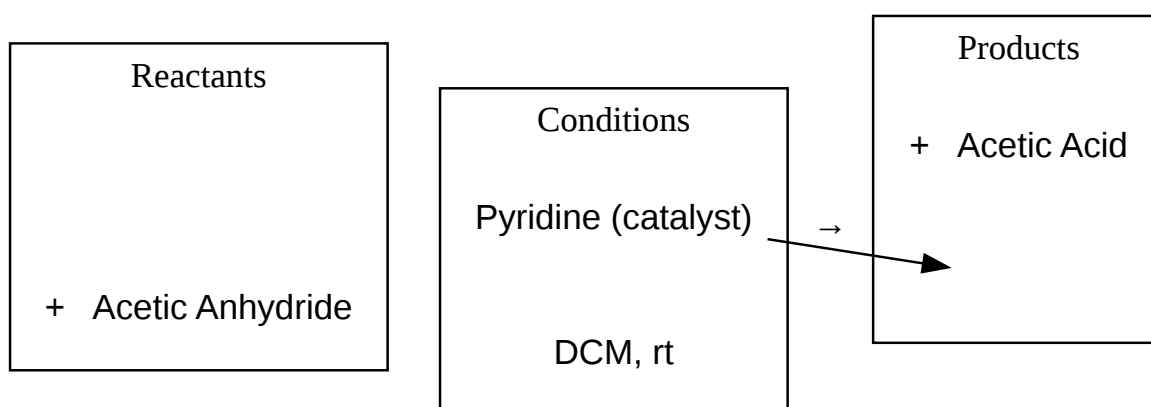 Reactants
+ Acetic Anhydride
Conditions
Pyridine (catalyst)
DCM, rt
→
Products
+ Acetic Acid